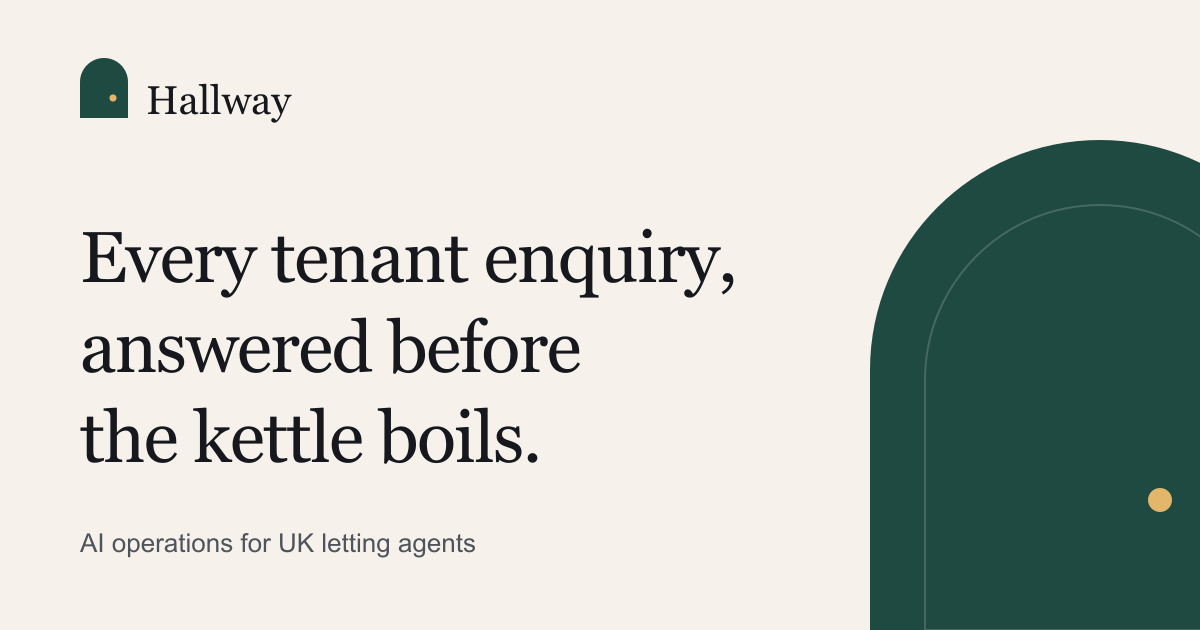 Hallway
Every tenant enquiry,
answered before
the kettle boils.
AI operations for UK letting agents